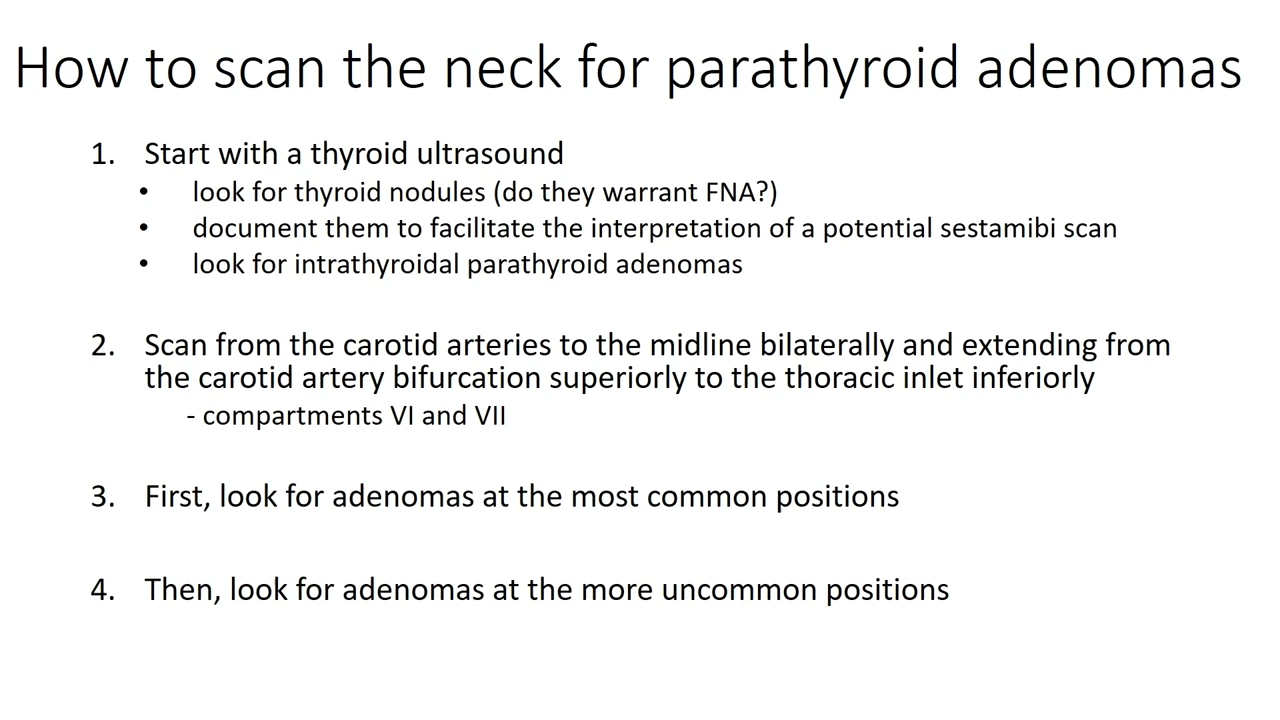 How to scan the neck for parathyroid adenomas
1. Start with a thyroid ultrasound
• look for thyroid nodules (do they warrant FNA?)
• document them to facilitate the interpretation of a potential sestamibi scan
• look for intrathyroidal parathyroid adenomas
2. Scan from the carotid arteries to the midline bilaterally and extending from
the carotid artery bifurcation superiorly to the thoracic inlet inferiorly
- compartments VI and VII
3. First, look for adenomas at the most common positions
4. Then, look for adenomas at the more uncommon positions